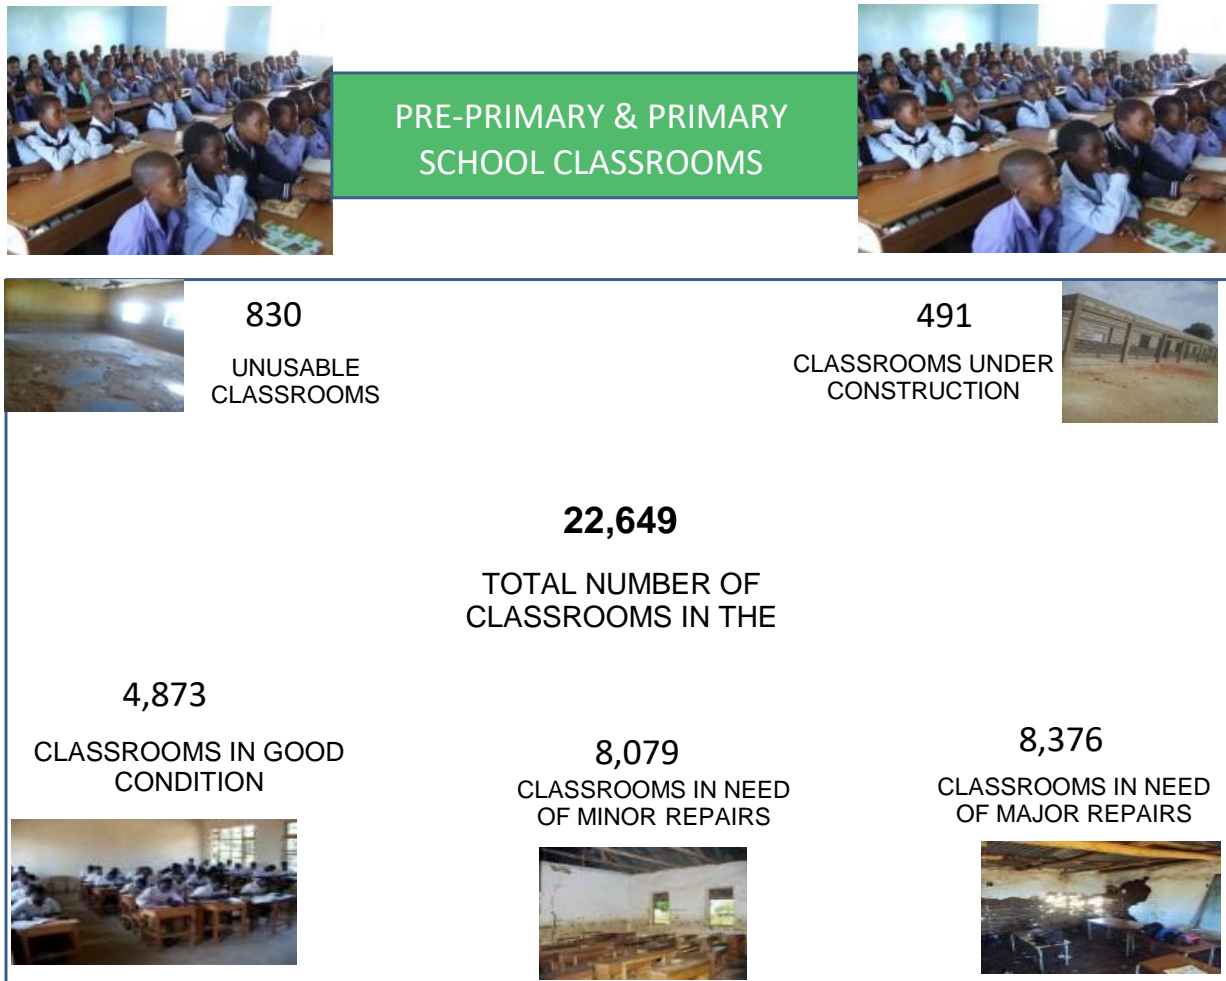 PRE-PRIMARY & PRIMARY
SCHOOL CLASSROOMS
830
UNUSABLE
CLASSROOMS
491
CLASSROOMS UNDER
CONSTRUCTION
22,649
TOTAL NUMBER OF
CLASSROOMS IN THE
4,873
CLASSROOMS IN GOOD
CONDITION
8,079
CLASSROOMS IN NEED
OF MINOR REPAIRS
8,376
CLASSROOMS IN NEED
OF MAJOR REPAIRS